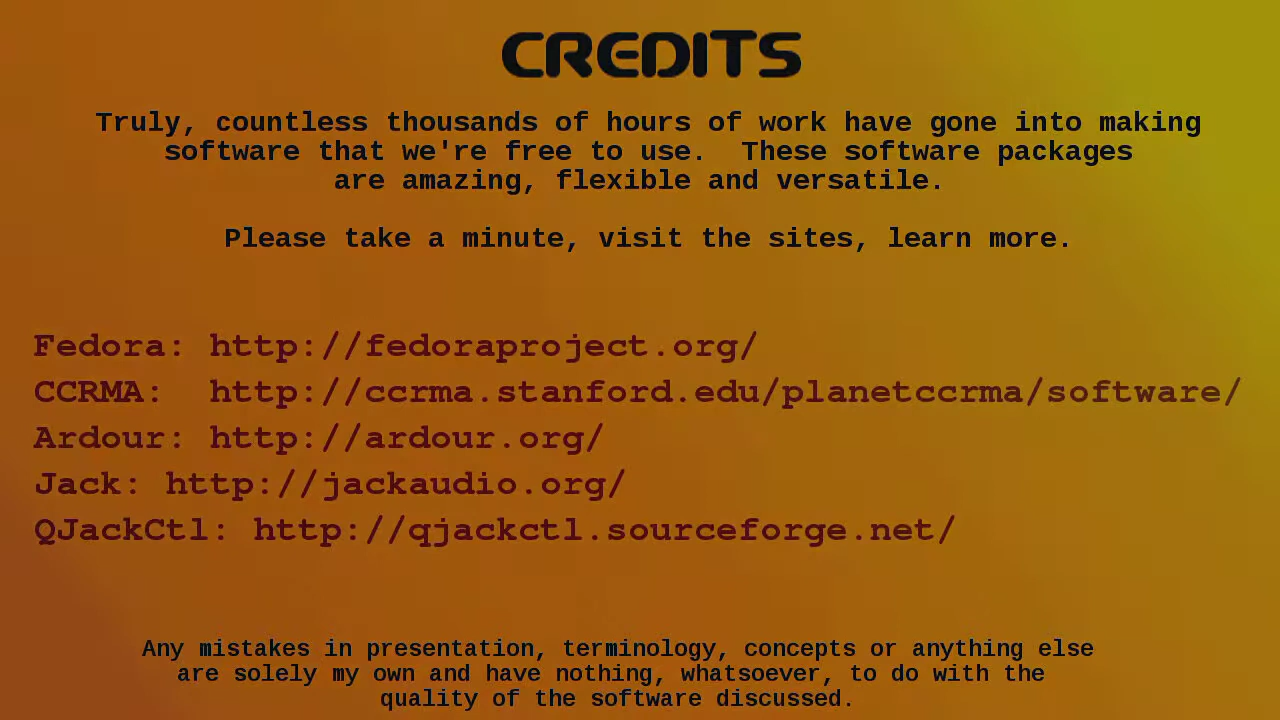 CREDITS
Truly, countless thousands of hours of work have gone into making
software that we're free to use.  These software packages
are amazing, flexible and versatile.
Please take a minute, visit the sites, learn more.
Fedora: http://fedoraproject.org/
CCRMA:  http://ccrma.stanford.edu/planetccrma/software/
Ardour: http://ardour.org/
Jack: http://jackaudio.org/
QJackCtl: http://qjackctl.sourceforge.net/
Any mistakes in presentation, terminology, concepts or anything else
are solely my own and have nothing, whatsoever, to do with the
quality of the software discussed.